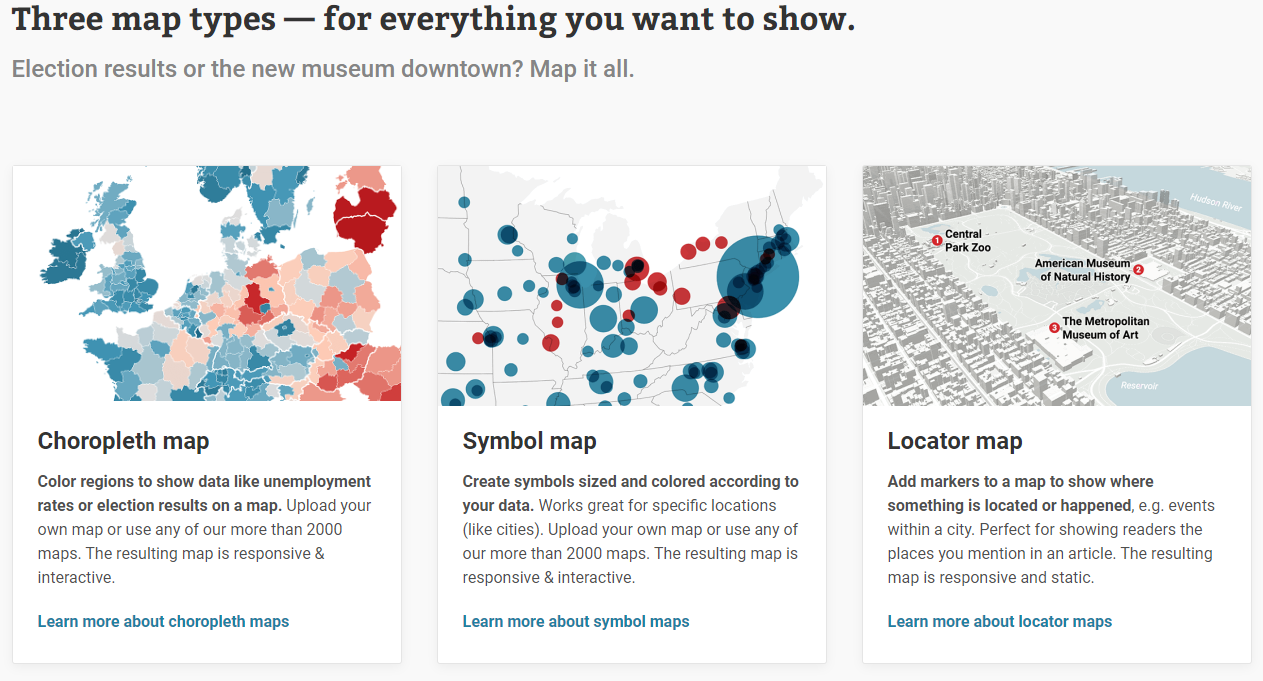 Three map types — for everything you want to show.
Election results or the new museum downtown? Map it all.
Choropleth map
Color regions to show data like unemployment
rates or election results on a map. Upload your
own map or use any of our more than 2000
maps. The resulting map is responsive &
interactive.
Learn more about choropleth maps
Symbol map
Create symbols sized and colored according to
your data. Works great for specific locations
(like cities). Upload your own map or use any of
our more than 2000 maps. The resulting map is
responsive & interactive.
Learn more about symbol maps
Hudson River
1 Central
Park Zoo
American Museum
of Natural History 2
3 The Metropolitan
Museum of Art
Reservoir
Locator map
Add markers to a map to show where
something is located or happened, e.g. events
within a city. Perfect for showing readers the
places you mention in an article. The resulting
map is responsive and static.
Learn more about locator maps